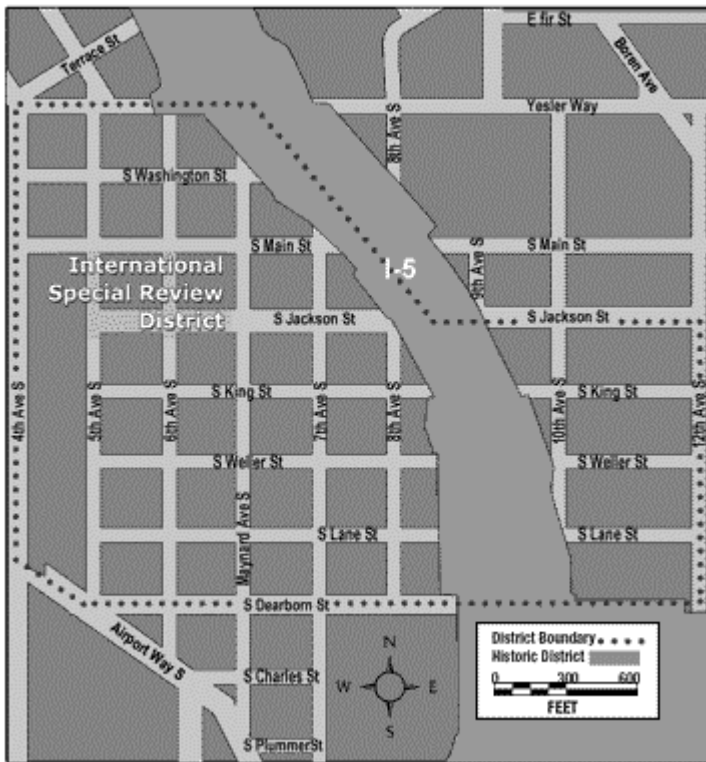 E fir St
Terrace St
Boren Ave
Yesler Way
8th Ave S
S Washington St
S Main St
S Main St
9th Ave S
I-5
International
Special Review
District
S Jackson St
S Jackson St
4th Ave S
5th Ave S
6th Ave S
S King St
7th Ave S
8th Ave S
10th Ave S
S King St
12th Ave S
S Weller St
S Weller St
Maynard Ave S
S Lane St
S Lane St
S Dearborn St
Airport Way S
S Charles St
S PlummerSt
N
W
E
S
District Boundary
Historic District
0 300 600
FEET